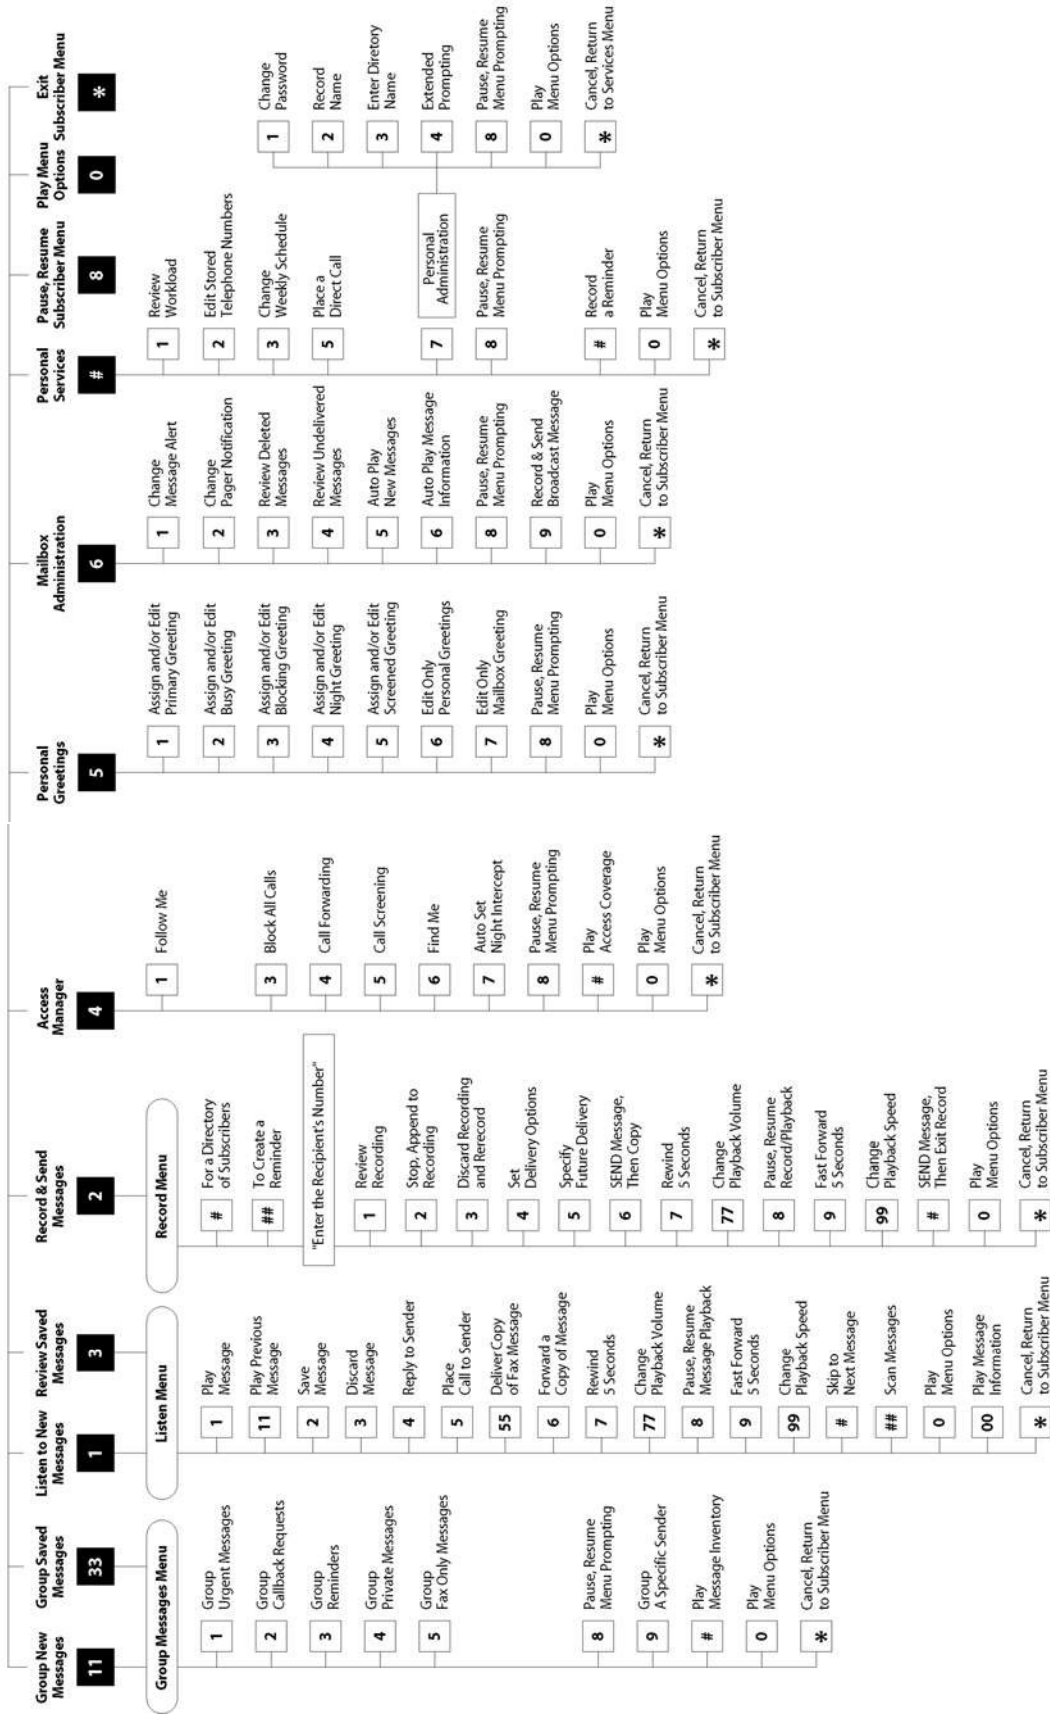 Group New
Messages
11
Group Saved
Messages
33
Group Messages Menu
1
Group
Urgent Messages
2
Group
Callback Requests
3
Group
Reminders
4
Group
Private Messages
5
Group
Fax Only Messages
8
Pause, Resume
Menu Prompting
9
Group
A Specific Sender
#
Play
Message Inventory
0
Play
Menu Options
*
Cancel, Return
to Subscriber Menu
Listen to New
Messages
1
Review Saved
Messages
3
Listen Menu
1
Play
Message
11
Play Previous
Message
2
Save
Message
3
Discard
Message
4
Reply to Sender
5
Place
Call to Sender
55
Deliver Copy
of Fax Message
6
Forward a
Copy of Message
7
Rewind
5 Seconds
77
Change
Playback Volume
8
Pause, Resume
Message Playback
9
Fast Forward
5 Seconds
99
Change
Playback Speed
#
Skip to
Next Message
##
Scan Messages
0
Play
Menu Options
00
Play Message
Information
*
Cancel, Return
to Subscriber Menu
Record & Send
Messages
2
Record Menu
#
For a Directory
of Subscribers
##
To Create a
Reminder
"Enter the Recipient's Number"
1
Review
Recording
2
Stop, Append to
Recording
3
Discard Recording
and Rerecord
4
Set
Delivery Options
5
Specify
Future Delivery
6
SEND Message,
Then Copy
7
Rewind
5 Seconds
77
Change
Playback Volume
8
Pause, Resume
Record/Playback
9
Fast Forward
5 Seconds
99
Change
Playback Speed
#
SEND Message,
Then Exit Record
0
Play
Menu Options
*
Cancel, Return
to Subscriber Menu
Access
Manager
4
1
Follow Me
3
Block All Calls
4
Call Forwarding
5
Call Screening
6
Find Me
7
Auto Set
Night Intercept
8
Pause, Resume
Menu Prompting
#
Play
Access Coverage
0
Play
Menu Options
*
Cancel, Return
to Subscriber Menu
Personal
Greetings
5
1
Assign and/or Edit
Primary Greeting
2
Assign and/or Edit
Busy Greeting
3
Assign and/or Edit
Blocking Greeting
4
Assign and/or Edit
Night Greeting
5
Assign and/or Edit
Screened Greeting
6
Edit Only
Personal Greetings
7
Edit Only
Mailbox Greeting
8
Pause, Resume
Menu Prompting
0
Play
Menu Options
*
Cancel, Return
to Subscriber Menu
Mailbox
Administration
6
1
Change
Message Alert
2
Change
Pager Notification
3
Review Deleted
Messages
4
Review Undelivered
Messages
5
Auto Play
New Messages
6
Auto Play Message
Information
8
Pause, Resume
Menu Prompting
9
Record & Send
Broadcast Message
0
Play
Menu Options
*
Cancel, Return
to Subscriber Menu
Personal
Services
#
1
Review
Workload
2
Edit Stored
Telephone Numbers
3
Change
Weekly Schedule
5
Place a
Direct Call
7
Personal
Administration
8
Pause, Resume
Menu Prompting
#
Record
a Reminder
0
Play
Menu Options
*
Cancel, Return
to Subscriber Menu
1
Change
Password
2
Record
Name
3
Enter Diretory
Name
4
Extended
Prompting
8
Pause, Resume
Menu Prompting
0
Play
Menu Options
*
Cancel, Return
to Services Menu
Pause, Resume
Subscriber Menu
8
Play Menu
Options
0
Exit
Subscriber Menu
*